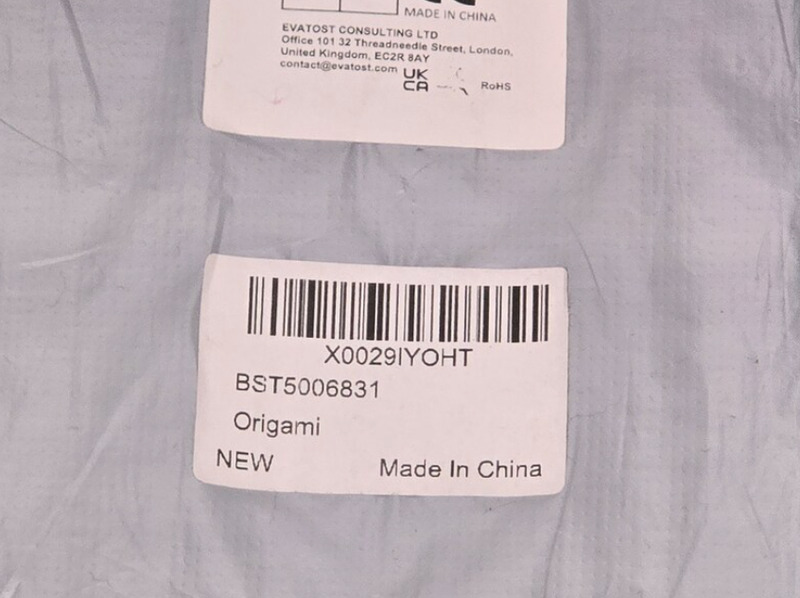 MADE IN CHINA
EVATOST CONSULTING LTD
Office 101 32 Threadneedle Street, London,
United Kingdom, EC2R 8AY
contact@evatost.com
UK
CA
RoHS
X0029IYOHT
BST5006831
Origami
NEW Made In China